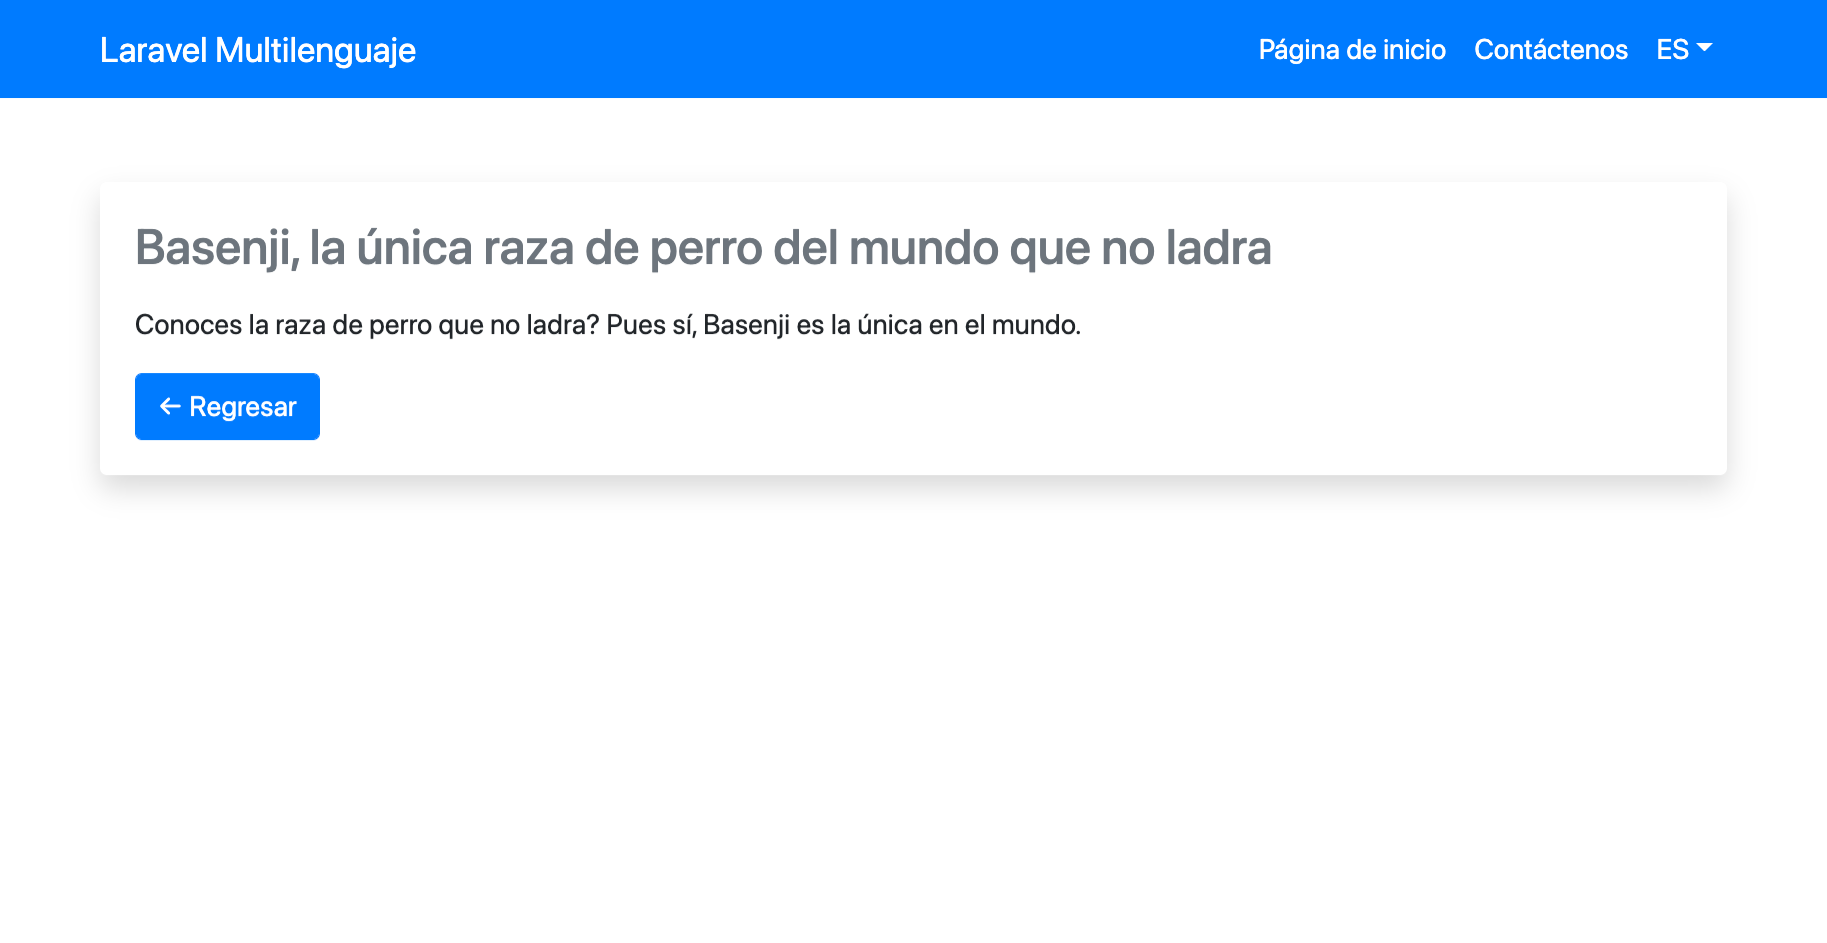 Laravel Multilenguaje
Página de inicio Contáctenos ES
Basenji, la única raza de perro del mundo que no ladra
Conoces la raza de perro que no ladra? Pues sí, Basenji es la única en el mundo.
← Regresar